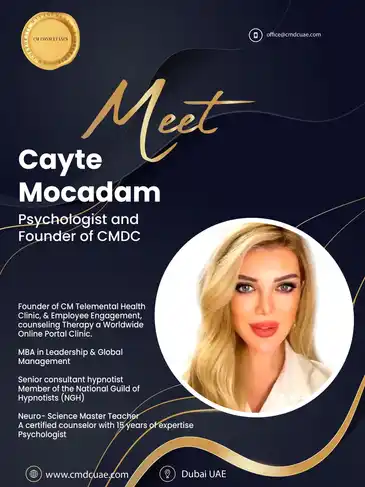 CM CONSULTANTS
office@cmdcuae.com
Meet
Cayte
Mocadam
Psychologist and
Founder of CMDC
Founder of CM Telemental Health
Clinic, & Employee Engagement,
counseling Therapy a Worldwide
Online Portal Clinic.
MBA in Leadership & Global
Management
Senior consultant hypnotist
Member of the National Guild of
Hypnotists (NGH)
Neuro- Science Master Teacher
A certified counselor with 15 years of expertise
Psychologist
www.cmdcuae.com
Dubai UAE